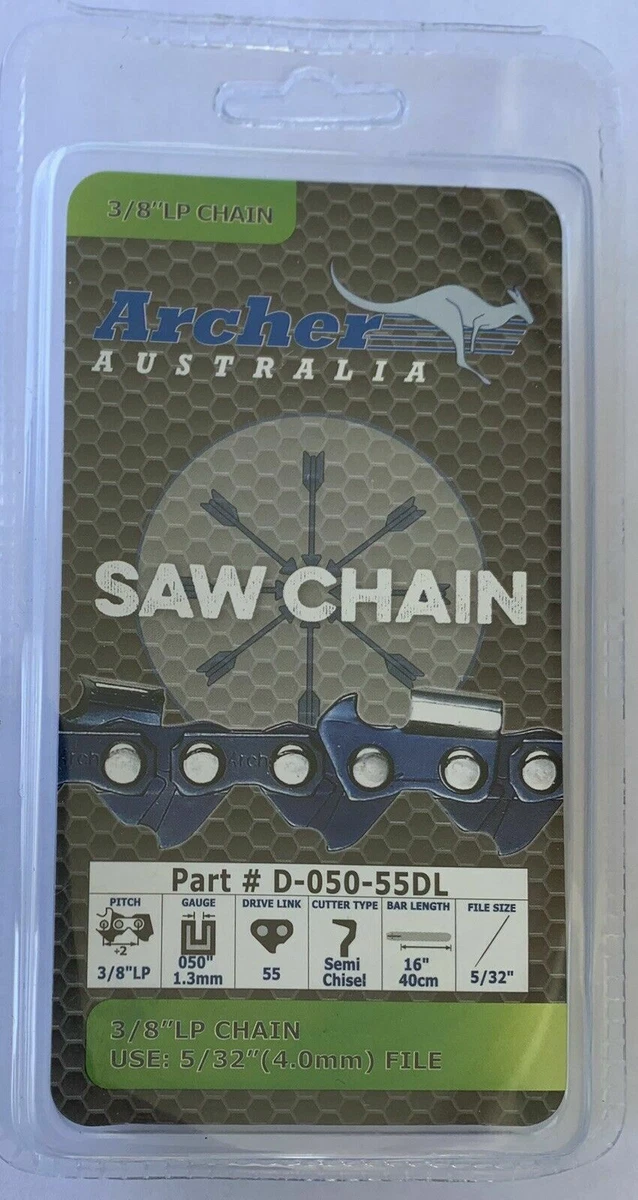 3/8"LP CHAIN
Archer
AUSTRALIA
SAW CHAIN
Archer
Part # D-050-55DL
PITCH GAUGE DRIVE LINK CUTTER TYPE BAR LENGTH FILE SIZE
÷2
3/8"LP 050" 1.3mm 55 Semi Chisel 16" 40cm 5/32"
3/8"LP CHAIN
USE: 5/32"(4.0mm) FILE